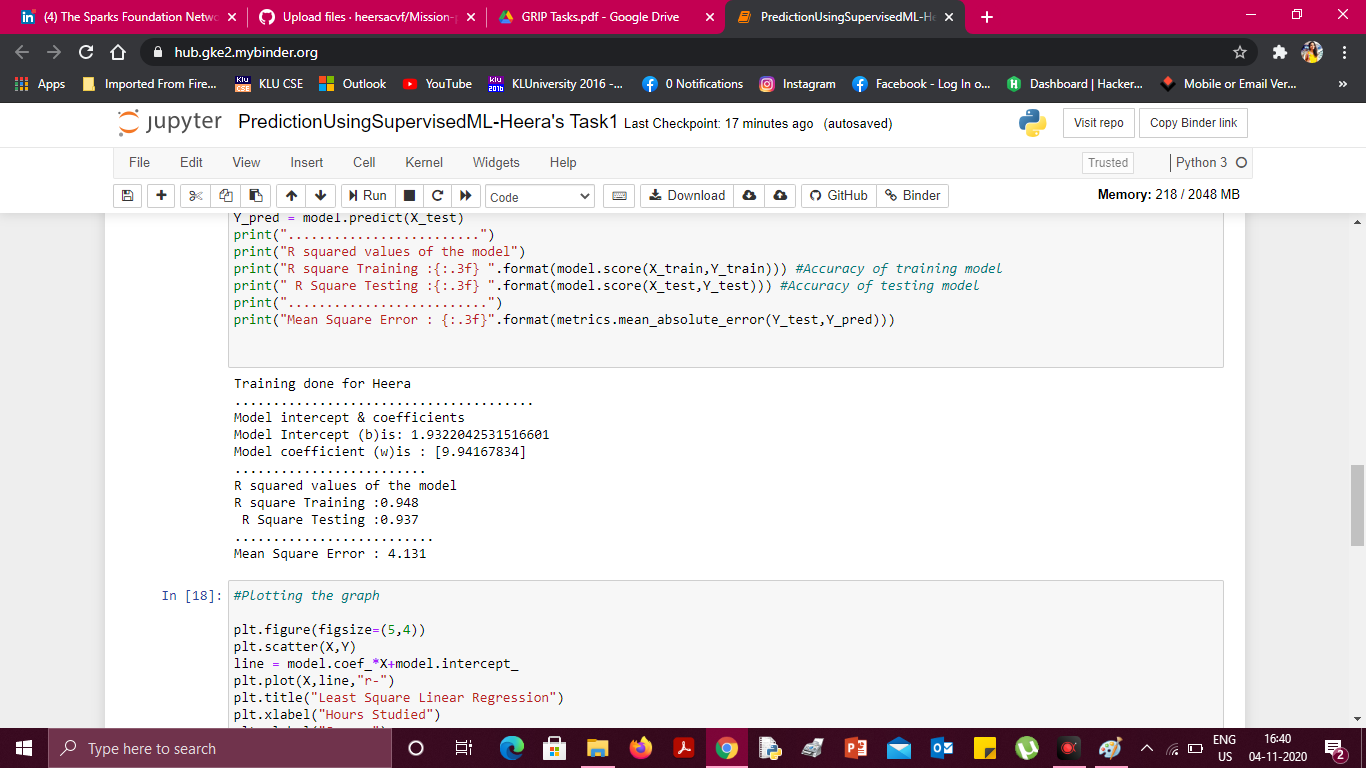 (4) The Sparks Foundation Netwo
Upload files · heersacvf/Mission-
GRIP Tasks.pdf - Google Drive
PredictionUsingSupervisedML-He
hub.gke2.mybinder.org
Apps
Imported From Fire...
KLU CSE
Outlook
YouTube
KLUniversity 2016 -...
0 Notifications
Instagram
Facebook - Log In o...
Dashboard | Hacker...
Mobile or Email Ver...
jupyter PredictionUsingSupervisedML-Heera's Task1 Last Checkpoint: 17 minutes ago (autosaved)
Visit repo
Copy Binder link
File Edit View Insert Cell Kernel Widgets Help
Trusted
Python 3
Run
Code
Download
GitHub
Binder
Memory: 218 / 2048 MB
Y_pred = model.predict(X_test)
print(".........................")
print("R squared values of the model")
print("R square Training :{:.3f} ".format(model.score(X_train,Y_train))) #Accuracy of training model
print(" R Square Testing :{:.3f} ".format(model.score(X_test,Y_test))) #Accuracy of testing model
print("..........................")
print("Mean Square Error : {:.3f}".format(metrics.mean_absolute_error(Y_test,Y_pred)))
Training done for Heera
.......................................
Model intercept & coefficients
Model Intercept (b)is: 1.9322042531516601
Model coefficient (w)is : [9.94167834]
.........................
R squared values of the model
R square Training :0.948
 R Square Testing :0.937
..........................
Mean Square Error : 4.131
In [18]: #Plotting the graph
plt.figure(figsize=(5,4))
plt.scatter(X,Y)
line = model.coef_*X+model.intercept_
plt.plot(X,line,"r-")
plt.title("Least Square Linear Regression")
plt.xlabel("Hours Studied")
Type here to search
ENG
US
16:40
04-11-2020
2